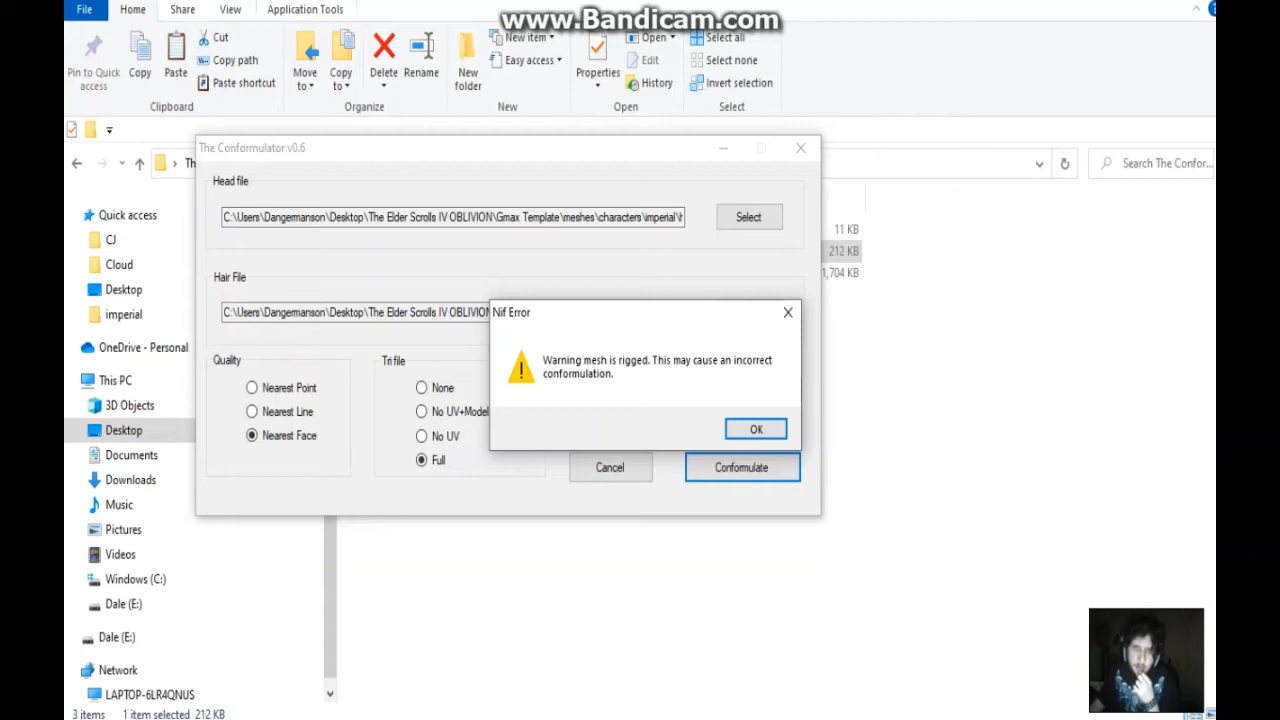 www.Bandicam.com
File
Home
Share
View
Application Tools
Pin to Quick
access
Copy
Paste
Cut
Copy path
Paste shortcut
Clipboard
Move
to
Copy
to
Delete
Rename
Organize
New
folder
New item
Easy access
New
Properties
Open
Edit
History
Open
Select all
Select none
Invert selection
Select
Th
Search The Confor...
Quick access
CJ
Cloud
Desktop
imperial
OneDrive - Personal
This PC
3D Objects
Desktop
Documents
Downloads
Music
Pictures
Videos
Windows (C:)
Dale (E:)
Dale (E:)
Network
LAPTOP-6LR4QNUS
3 items 1 item selected 212 KB
11 KB
212 KB
1,704 KB
The Conformulator v0.6
Head file
C:\Users\Dangermanson\Desktop\The Elder Scrolls IV OBLIVION\Gmax Template\meshes\characters\imperial\
Select
Hair File
C:\Users\Dangermanson\Desktop\The Elder Scrolls IV OBLIVION
Quality
Nearest Point
Nearest Line
Nearest Face
Tri file
None
No UV+Model
No UV
Full
Cancel
Conformulate
Nif Error
Warning mesh is rigged. This may cause an incorrect
conformulation.
OK